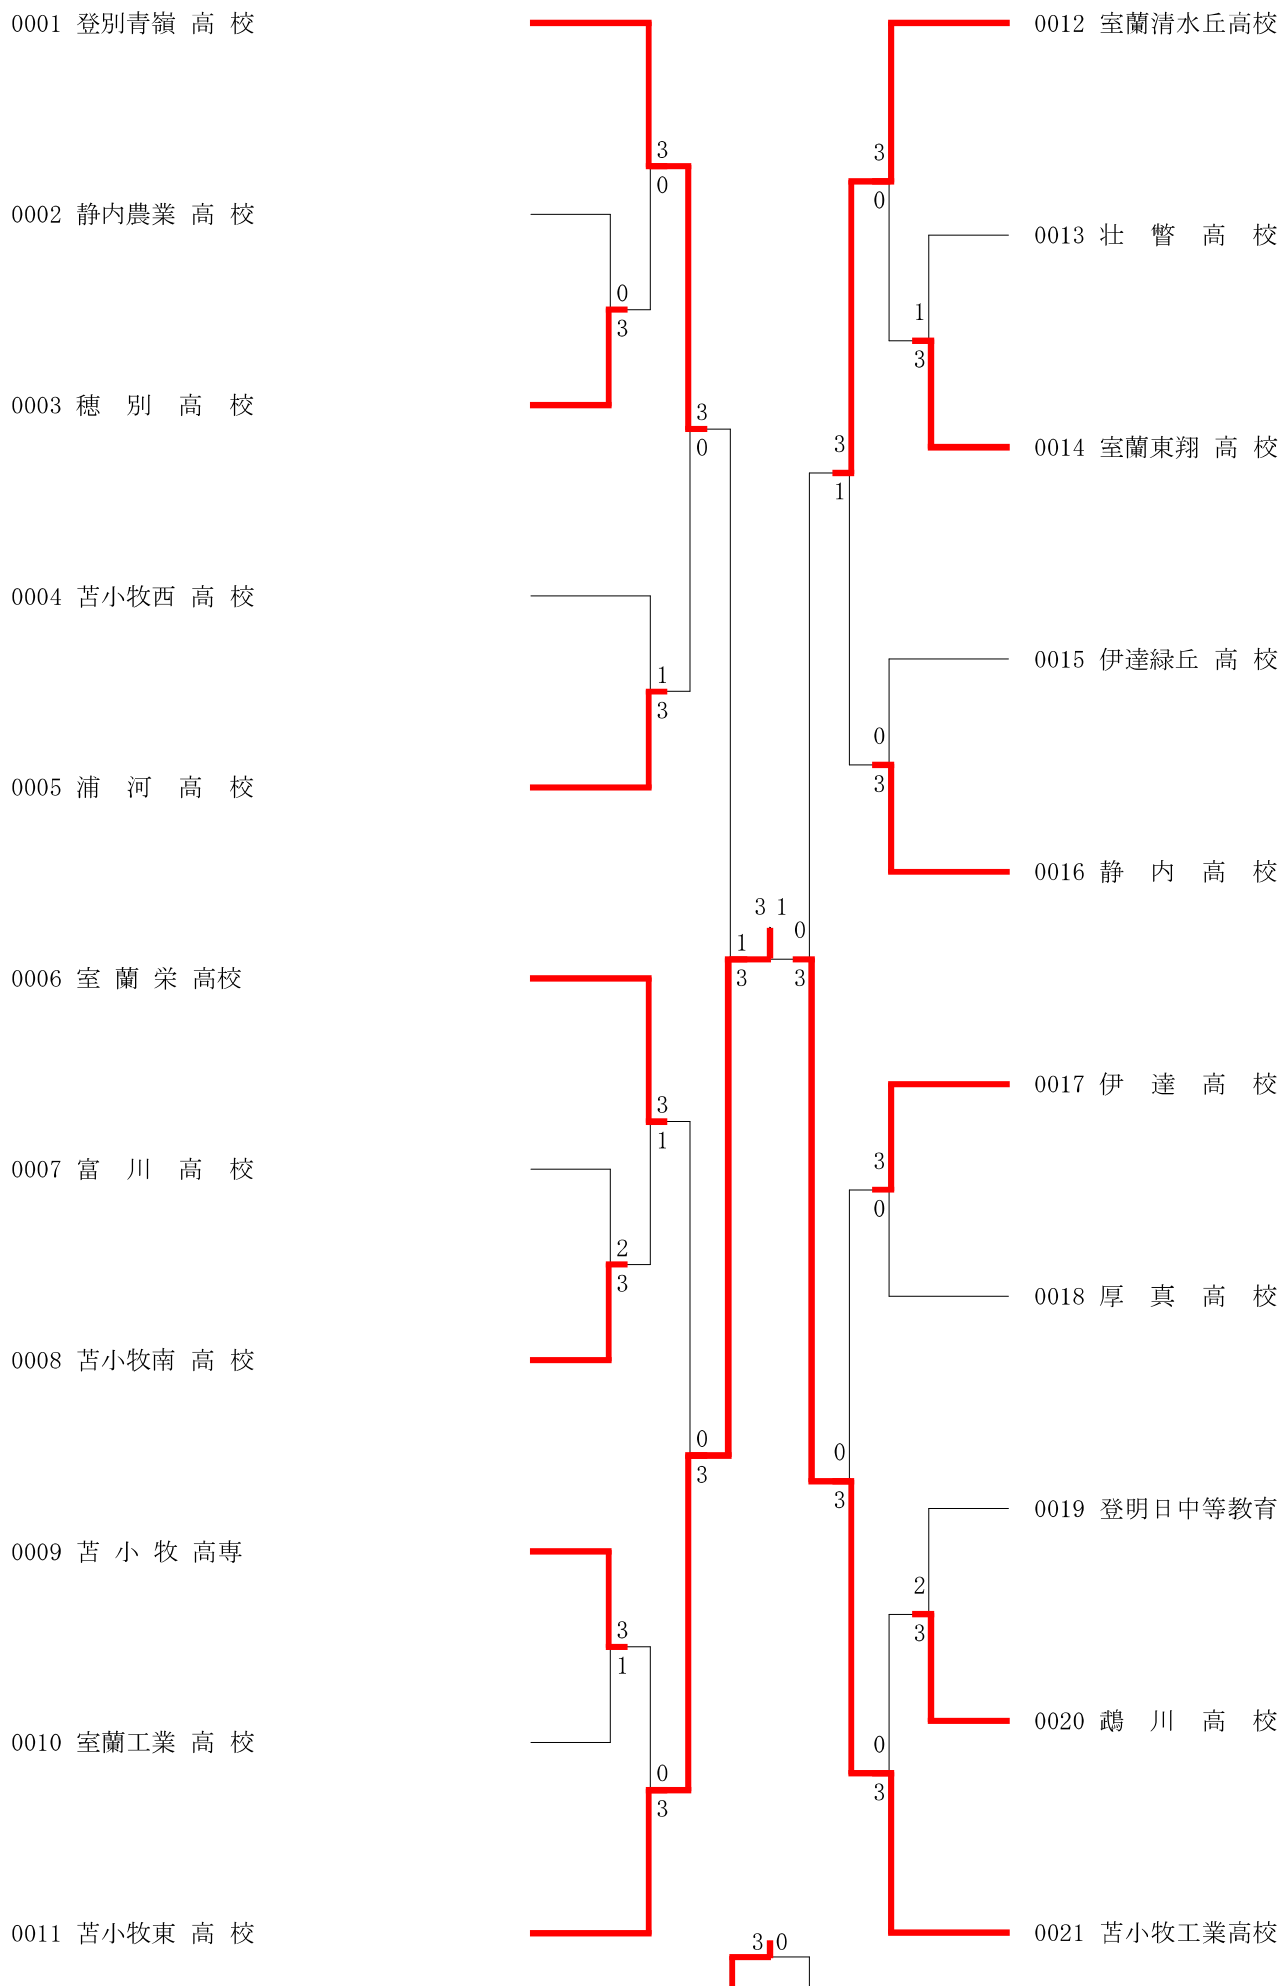 0001 登別青嶺 高 校
0002 静内農業 高 校
0003 穂 別 高 校
0004 苫小牧西 高 校
0005 浦 河 高 校
0006 室 蘭 栄 高校
0007 富 川 高 校
0008 苫小牧南 高 校
0009 苫 小 牧 高専
0010 室蘭工業 高 校
0011 苫小牧東 高 校
3
0
0
3
3
0
1
3
1
3
3
1
2
3
0
3
3
1
0
3
3 1
3 0
0012 室蘭清水丘高校
0013 壮 瞥 高 校
0014 室蘭東翔 高 校
0015 伊達緑丘 高 校
0016 静 内 高 校
0017 伊 達 高 校
0018 厚 真 高 校
0019 登明日中等教育
0020 鵡 川 高 校
0021 苫小牧工業高校
3
0
1
3
3
1
0
3
0
3
3
0
0
3
2
3
0
3